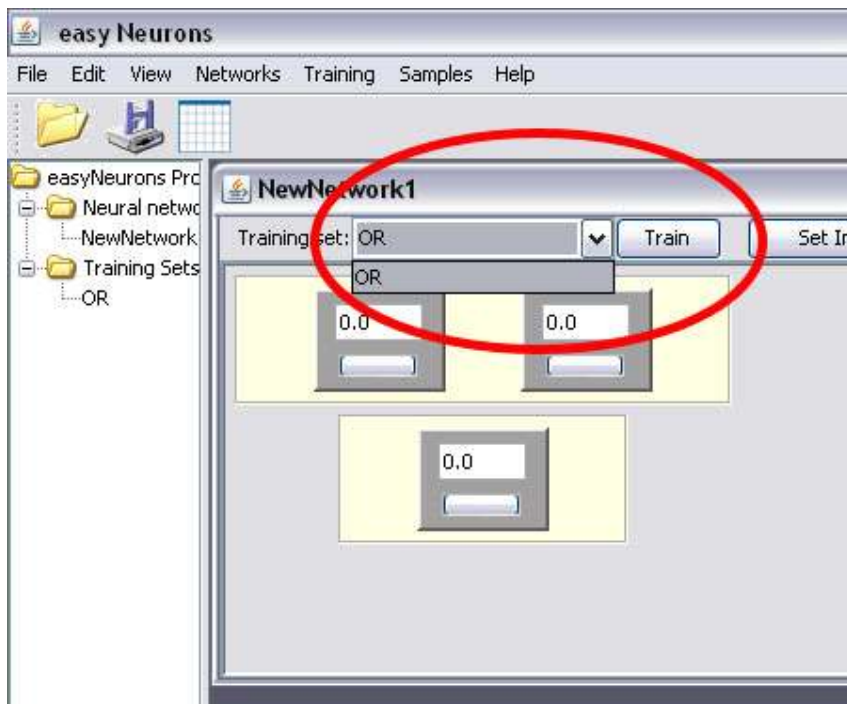 easy Neurons
File Edit View Networks Training Samples Help
easyNeurons Prc
Neural netwo
NewNetwork
Training Sets
OR
NewNetwork1
Training set: OR Train Set In
OR
0.0 0.0
0.0